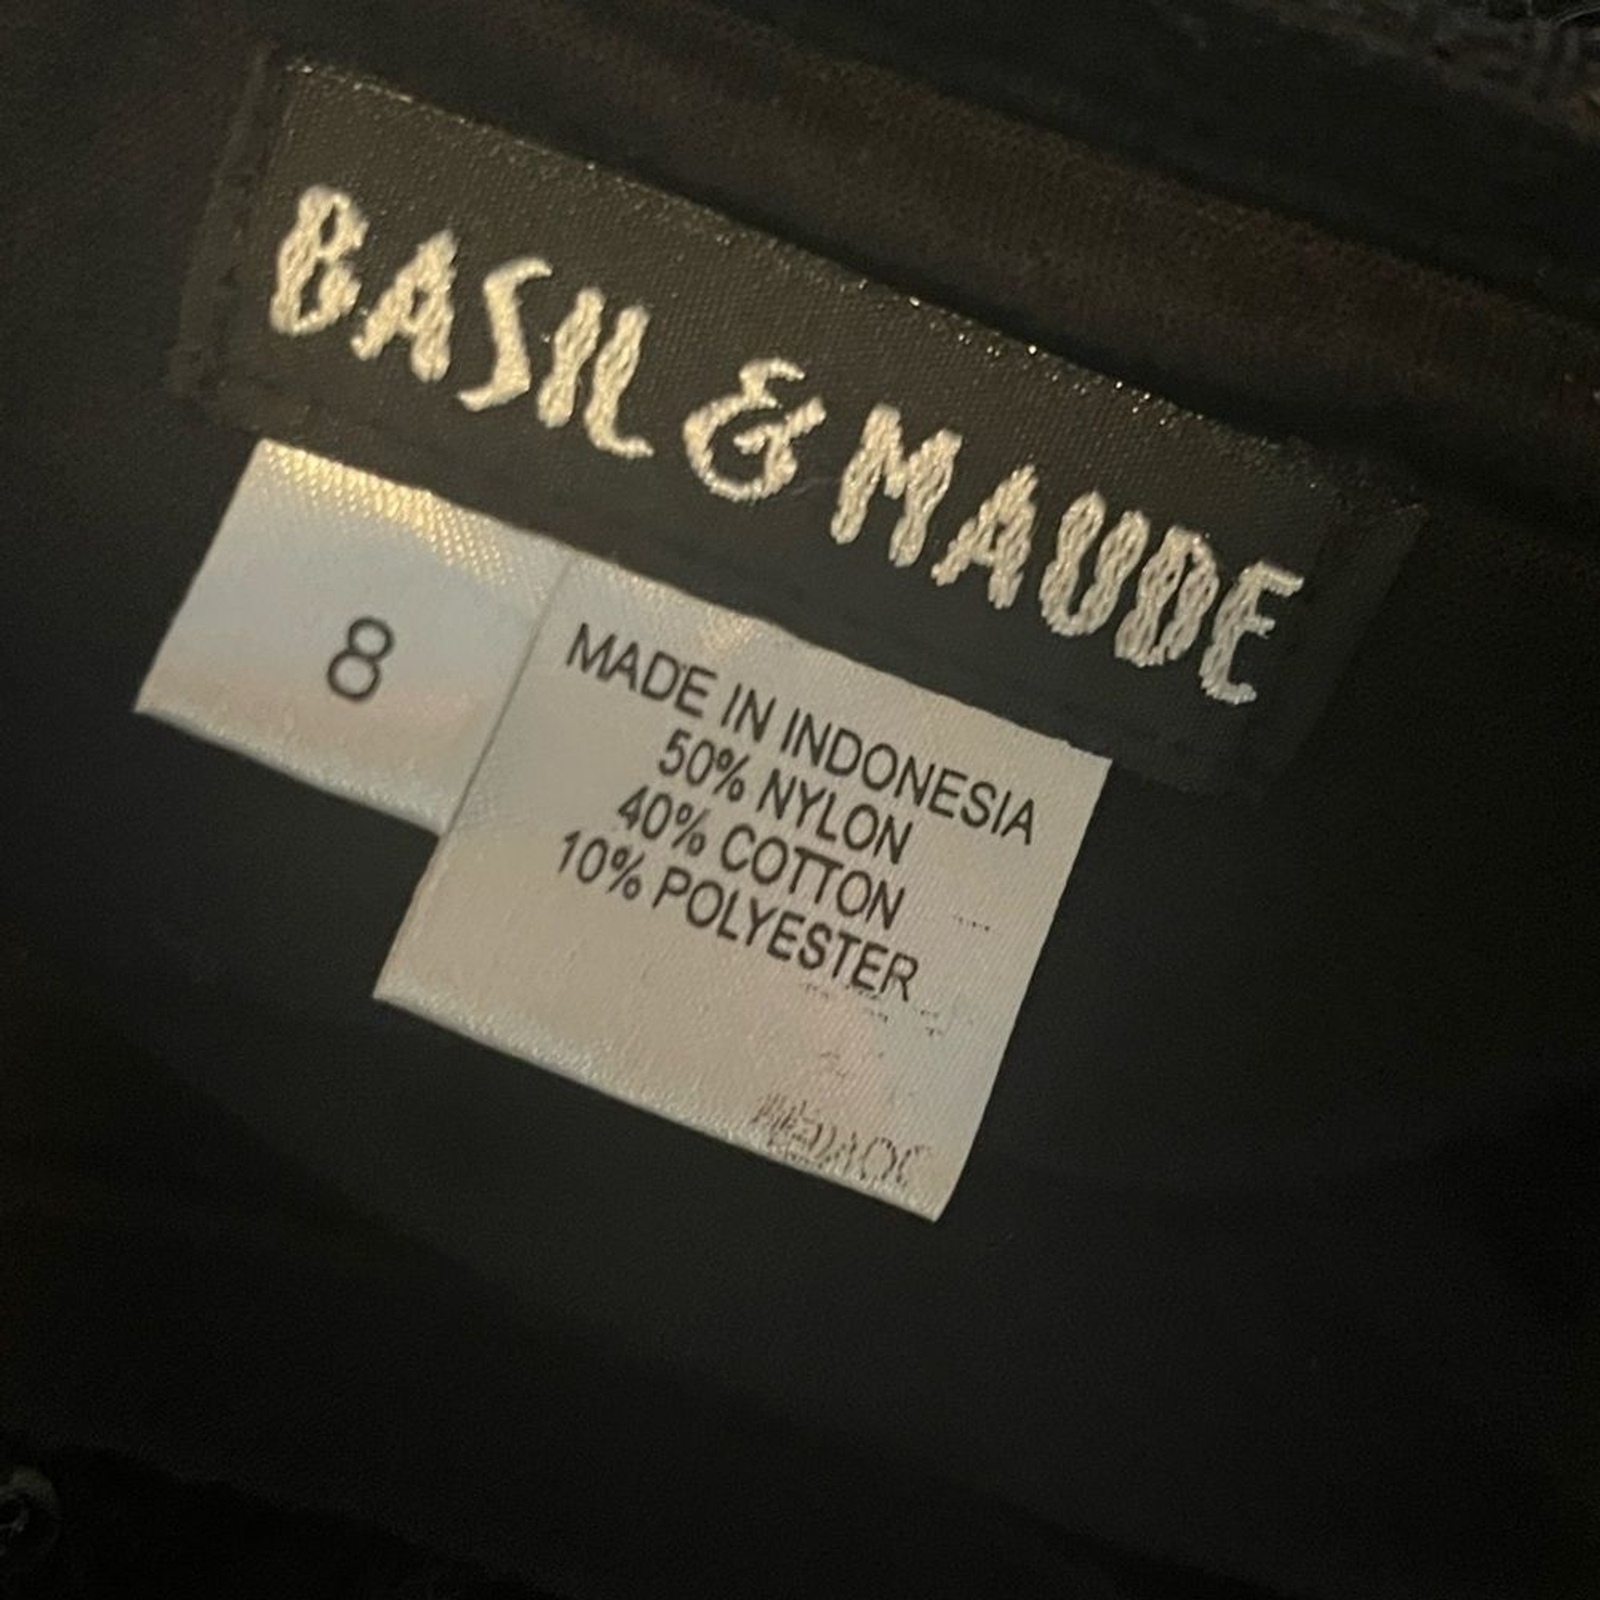 BASIL & MAUDE
8
MADE IN INDONESIA
50% NYLON
40% COTTON
10% POLYESTER